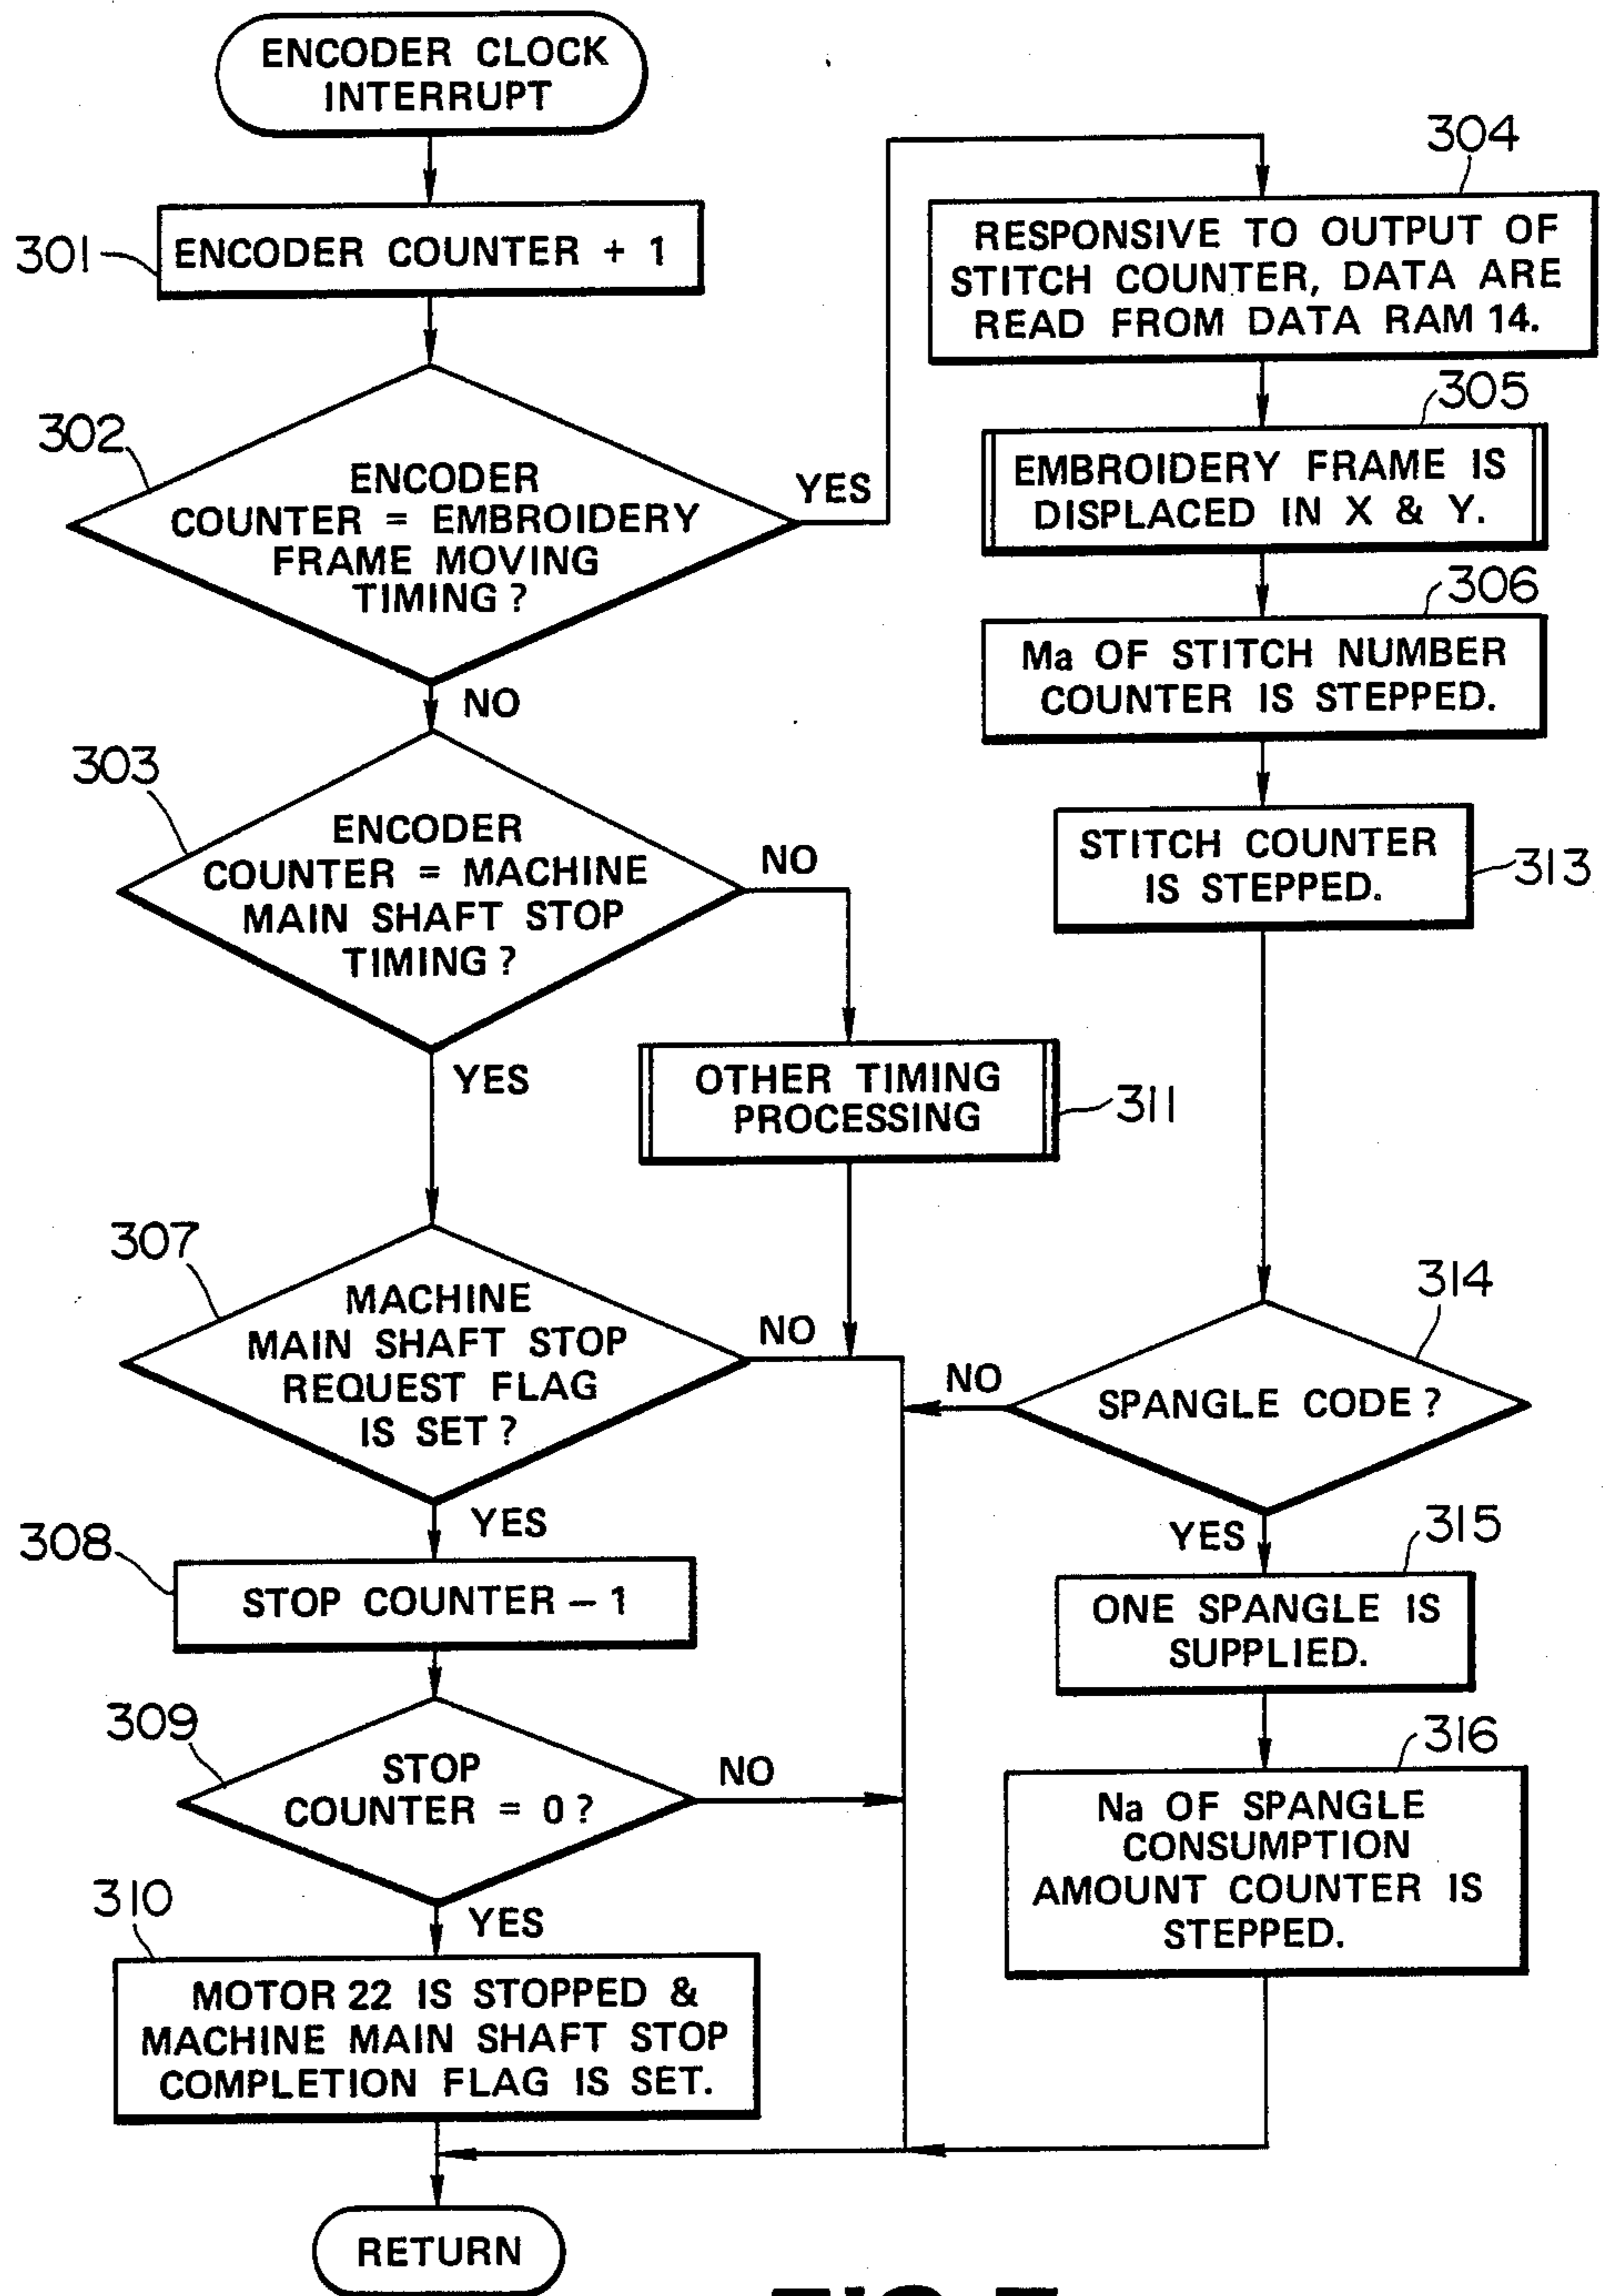 ENCODER CLOCK
INTERRUPT
301
ENCODER COUNTER + 1
302
ENCODER
COUNTER = EMBROIDERY
FRAME MOVING
TIMING ?
YES
NO
303
ENCODER
COUNTER = MACHINE
MAIN SHAFT STOP
TIMING ?
NO
YES
OTHER TIMING
PROCESSING
311
307
MACHINE
MAIN SHAFT STOP
REQUEST FLAG
IS SET ?
NO
YES
308
STOP COUNTER – 1
309
STOP
COUNTER = 0 ?
NO
YES
310
MOTOR 22 IS STOPPED &
MACHINE MAIN SHAFT STOP
COMPLETION FLAG IS SET.
RETURN
304
RESPONSIVE TO OUTPUT OF
STITCH COUNTER, DATA ARE
READ FROM DATA RAM 14.
305
EMBROIDERY FRAME IS
DISPLACED IN X & Y.
306
Ma OF STITCH NUMBER
COUNTER IS STEPPED.
STITCH COUNTER
IS STEPPED.
313
314
SPANGLE CODE ?
NO
YES
315
ONE SPANGLE IS
SUPPLIED.
316
Na OF SPANGLE
CONSUMPTION
AMOUNT COUNTER IS
STEPPED.